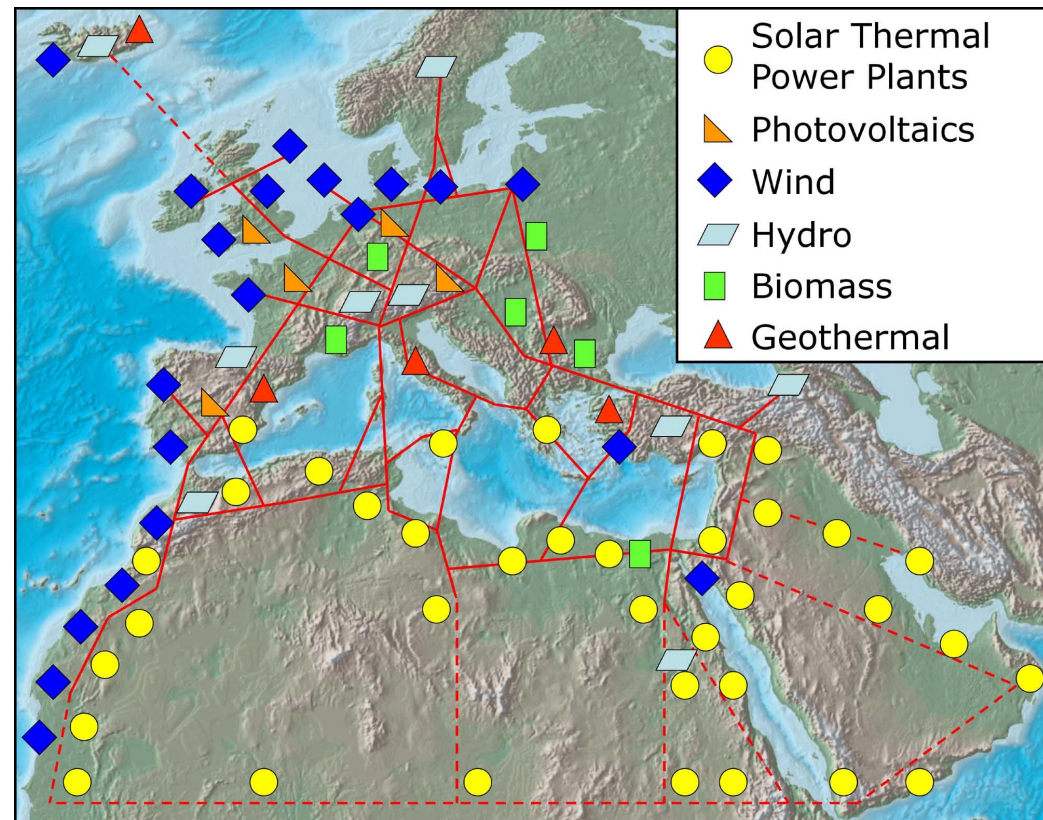 Solar Thermal
Power Plants
Photovoltaics
Wind
Hydro
Biomass
Geothermal